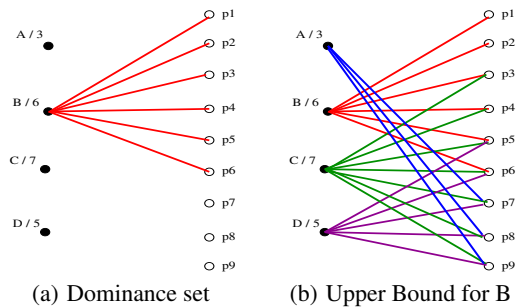 A / 3
B / 6
C / 7
D / 5
p1
p2
p3
p4
p5
p6
p7
p8
p9
(a) Dominance set
A/3
B/6
C / 7
D / 5
p1
p2
p3
p4
p5
p6
p7
p8
p9
(b) Upper Bound for B